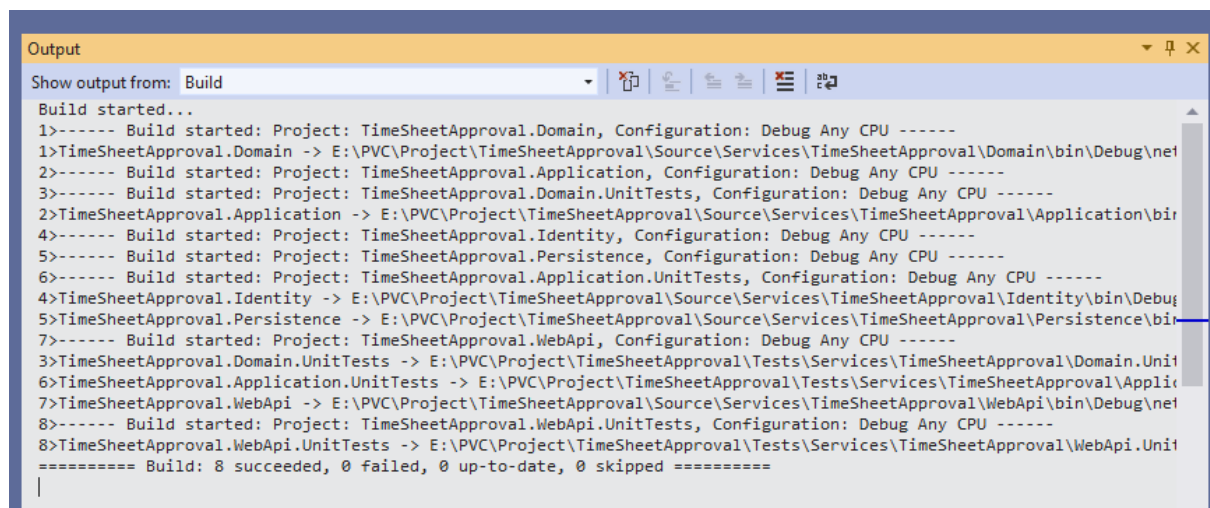 Output
Show output from: Build
Build started...
1>------ Build started: Project: TimeSheetApproval.Domain, Configuration: Debug Any CPU ------
1>TimeSheetApproval.Domain -> E:\PVC\Project\TimeSheetApproval\Source\Services\TimeSheetApproval\Domain\bin\Debug\net
2>------ Build started: Project: TimeSheetApproval.Application, Configuration: Debug Any CPU ------
3>------ Build started: Project: TimeSheetApproval.Domain.UnitTests, Configuration: Debug Any CPU ------
2>TimeSheetApproval.Application -> E:\PVC\Project\TimeSheetApproval\Source\Services\TimeSheetApproval\Application\bin
4>------ Build started: Project: TimeSheetApproval.Identity, Configuration: Debug Any CPU ------
5>------ Build started: Project: TimeSheetApproval.Persistence, Configuration: Debug Any CPU ------
6>------ Build started: Project: TimeSheetApproval.Application.UnitTests, Configuration: Debug Any CPU ------
4>TimeSheetApproval.Identity -> E:\PVC\Project\TimeSheetApproval\Source\Services\TimeSheetApproval\Identity\bin\Debug
5>TimeSheetApproval.Persistence -> E:\PVC\Project\TimeSheetApproval\Source\Services\TimeSheetApproval\Persistence\bin
7>------ Build started: Project: TimeSheetApproval.WebApi, Configuration: Debug Any CPU ------
3>TimeSheetApproval.Domain.UnitTests -> E:\PVC\Project\TimeSheetApproval\Tests\Services\TimeSheetApproval\Domain.Unit
6>TimeSheetApproval.Application.UnitTests -> E:\PVC\Project\TimeSheetApproval\Tests\Services\TimeSheetApproval\Applic
7>TimeSheetApproval.WebApi -> E:\PVC\Project\TimeSheetApproval\Source\Services\TimeSheetApproval\WebApi\bin\Debug\net
8>------ Build started: Project: TimeSheetApproval.WebApi.UnitTests, Configuration: Debug Any CPU ------
8>TimeSheetApproval.WebApi.UnitTests -> E:\PVC\Project\TimeSheetApproval\Tests\Services\TimeSheetApproval\WebApi.Unit
========== Build: 8 succeeded, 0 failed, 0 up-to-date, 0 skipped ==========